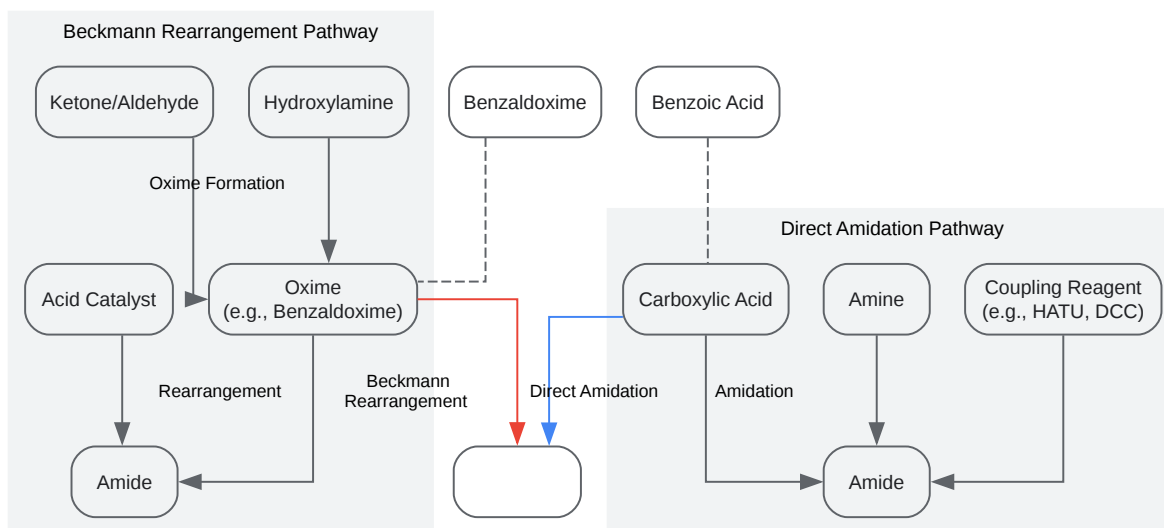 Beckmann Rearrangement Pathway
Ketone/Aldehyde
Hydroxylamine
Benzaldoxime
Benzoic Acid
Oxime Formation
Direct Amidation Pathway
Acid Catalyst
Oxime
(e.g., Benzaldoxime)
Carboxylic Acid
Amine
Coupling Reagent
(e.g., HATU, DCC)
Rearrangement
Beckmann
Rearrangement
Direct Amidation
Amidation
Amide
Amide